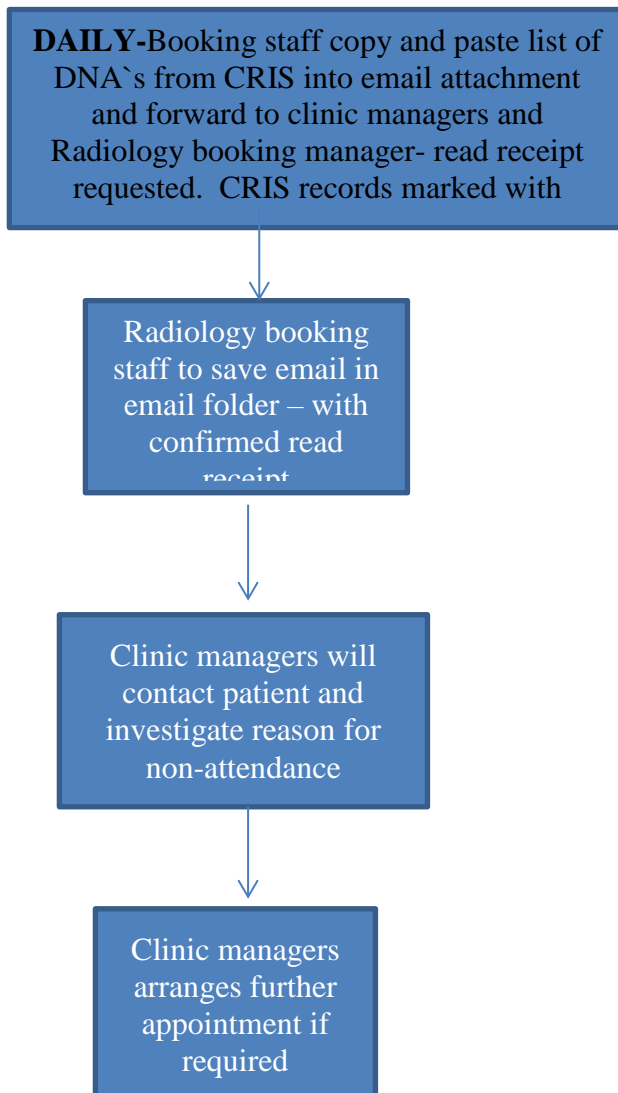 DAILY-Booking staff copy and paste list of
DNA`s from CRIS into email attachment
and forward to clinic managers and
Radiology booking manager- read receipt
requested.  CRIS records marked with
Radiology booking
staff to save email in
email folder – with
confirmed read
receipt
Clinic managers will
contact patient and
investigate reason for
non-attendance
Clinic managers
arranges further
appointment if
required